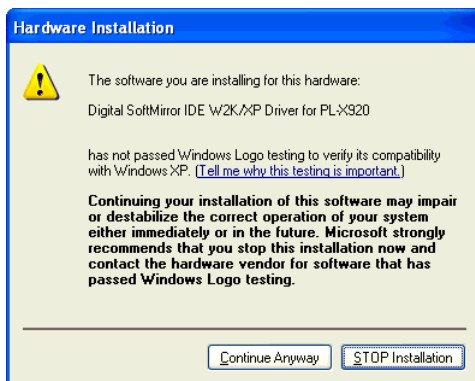 Hardware Installation
The software you are installing for this hardware:
Digital SoftMirror IDE W2K/XP Driver for PL-X920
has not passed Windows Logo testing to verify its compatibility
with Windows XP. (Tell me why this testing is important.)
Continuing your installation of this software may impair
or destabilize the correct operation of your system
either immediately or in the future. Microsoft strongly
recommends that you stop this installation now and
contact the hardware vendor for software that has
passed Windows Logo testing.
Continue Anyway STOP Installation